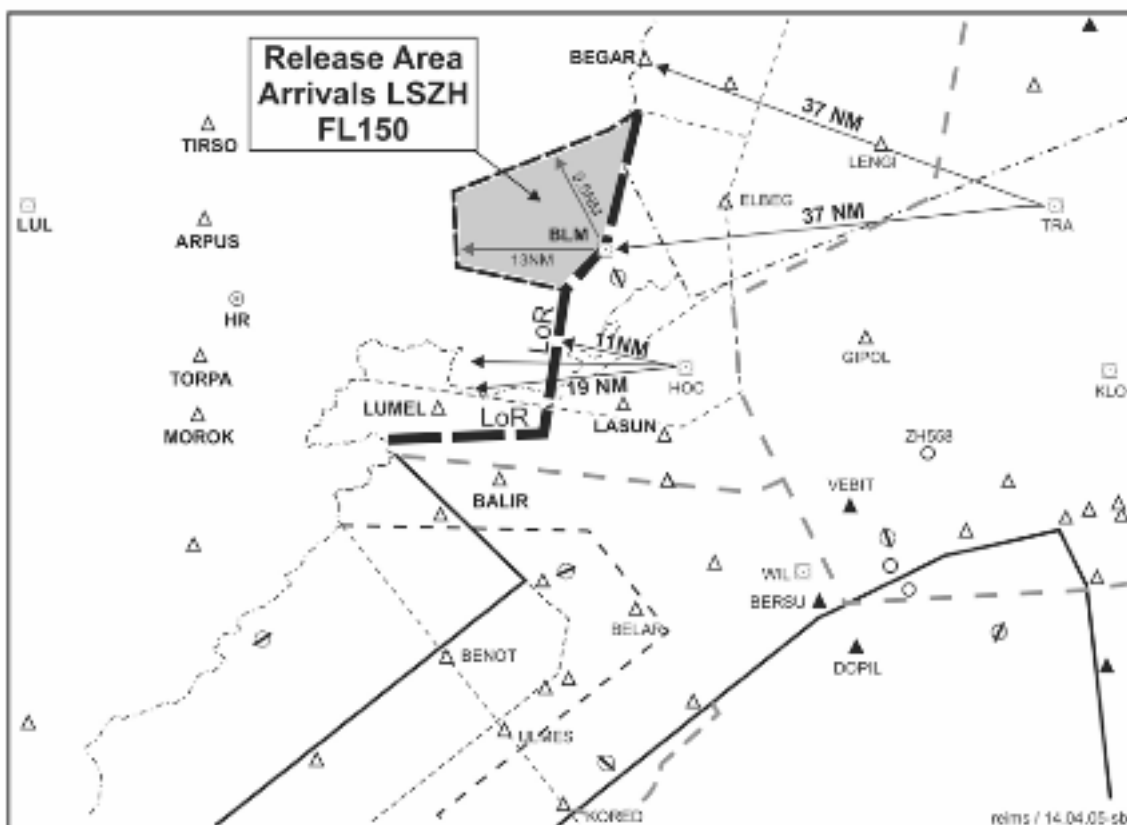 Release Area
Arrivals LSZH
FL150
BEGAR
37 NM
TIRSO
LENGI
LUL
ELBEG
37 NM
TRA
ARPUS
BLM
13NM
HR
LoR
11NM
GIPOL
TORPA
HOC
KLO
19 NM
LUMEL
LoR
LASUN
MOROK
ZH558
BALIR
VEBIT
WIL
BERSU
BELAR
BENOT
DOPIL
ULMES
KORED
reims / 14.04.05-sb